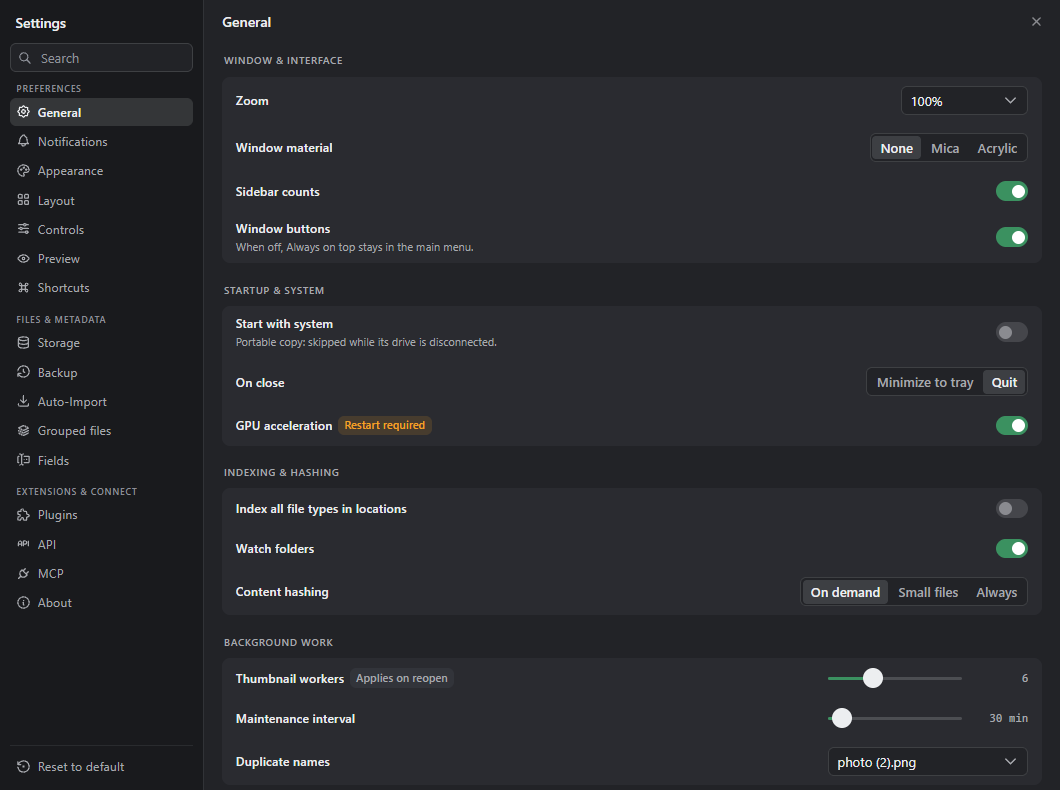 Settings
Search
PREFERENCES
General
Notifications
Appearance
Layout
Controls
Preview
Shortcuts
FILES & METADATA
Storage
Backup
Auto-Import
Grouped files
Fields
EXTENSIONS & CONNECT
Plugins
API API
MCP
About
Reset to default
General
WINDOW & INTERFACE
Zoom 100%
Window material None Mica Acrylic
Sidebar counts
Window buttons
When off, Always on top stays in the main menu.
STARTUP & SYSTEM
Start with system
Portable copy: skipped while its drive is disconnected.
On close Minimize to tray Quit
GPU acceleration Restart required
INDEXING & HASHING
Index all file types in locations
Watch folders
Content hashing On demand Small files Always
BACKGROUND WORK
Thumbnail workers Applies on reopen 6
Maintenance interval 30 min
Duplicate names photo (2).png